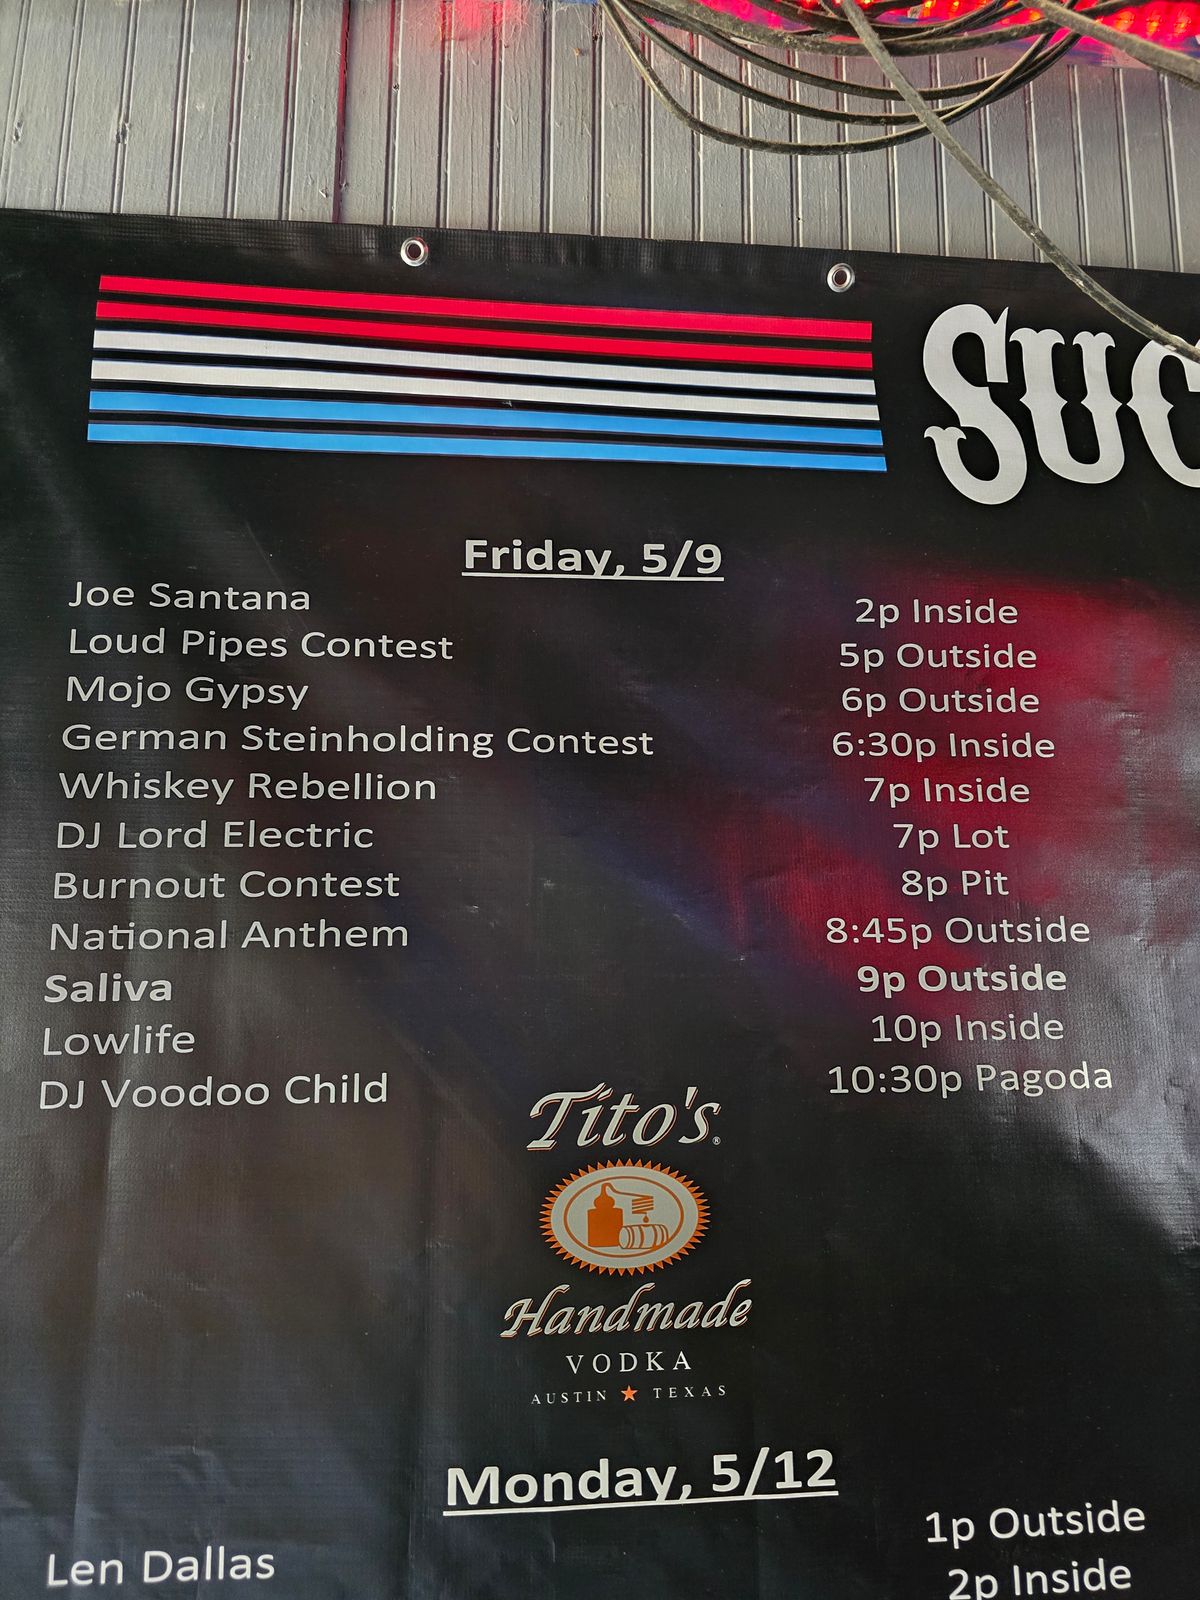 SUC
Friday, 5/9
Joe Santana 2p Inside
Loud Pipes Contest 5p Outside
Mojo Gypsy 6p Outside
German Steinholding Contest 6:30p Inside
Whiskey Rebellion 7p Inside
DJ Lord Electric 7p Lot
Burnout Contest 8p Pit
National Anthem 8:45p Outside
Saliva 9p Outside
Lowlife 10p Inside
DJ Voodoo Child 10:30p Pagoda
Tito's®
Handmade
VODKA
AUSTIN ★ TEXAS
Monday, 5/12
Len Dallas 1p Outside
2p Inside